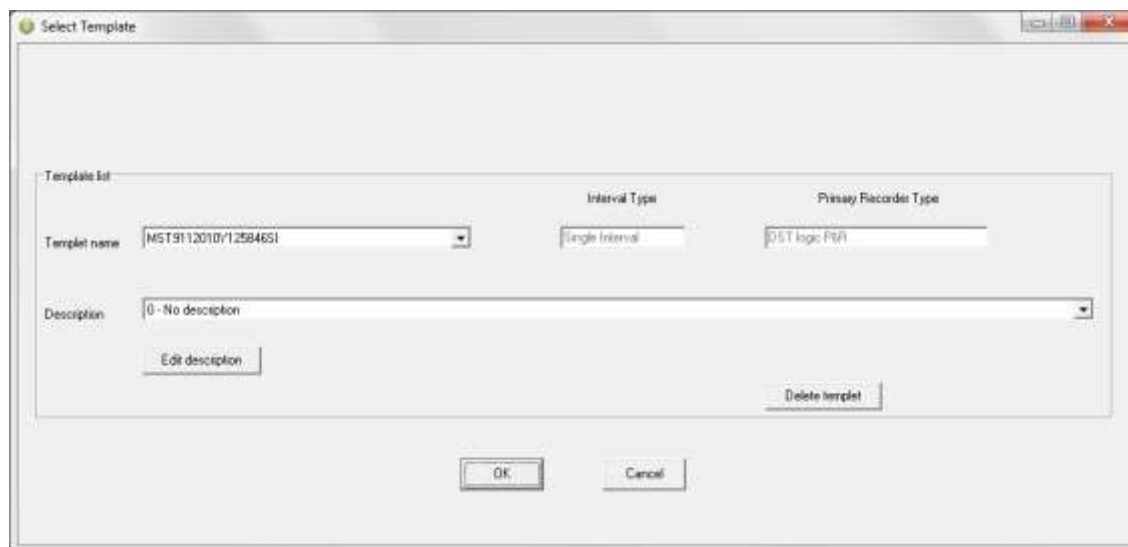 Select Template
Template list
Interval Type
Primary Recorder Type
Templet name
MST9112010Y125846SI
Single Interval
DST logic P&R
Description
0 - No description
Edit description
Delete templet
OK
Cancel